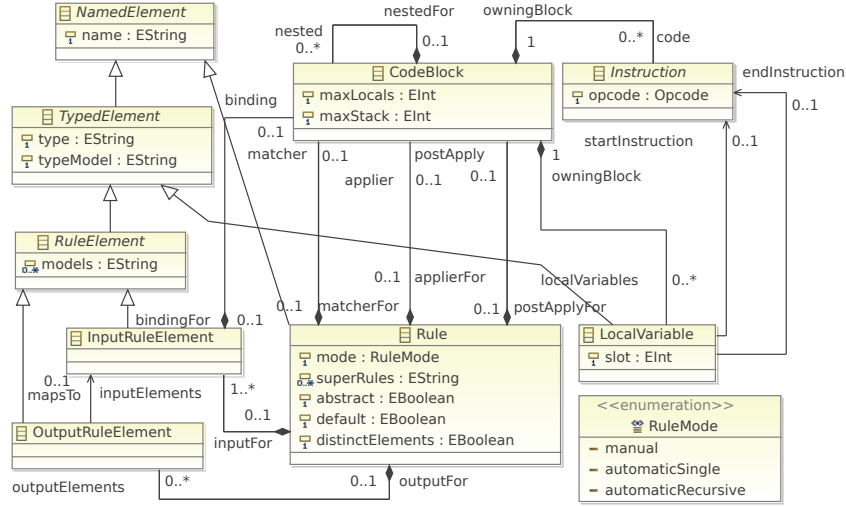 NamedElement
name : EString
nestedFor
nested
0..*
0..1
owningBlock
1
0..*
code
CodeBlock
maxLocals : EInt
maxStack : EInt
Instruction
opcode : Opcode
endInstruction
0..1
startInstruction
0..1
TypedElement
type : EString
typeModel : EString
binding
0..1
matcher
0..1
applier
postApply
0..1
0..1
1
owningBlock
RuleElement
models : EString
0..1
applierFor
localVariables
0..*
0..1
matcherFor
0..1
postApplyFor
bindingFor
0..1
InputRuleElement
Rule
mode : RuleMode
superRules : EString
abstract : EBoolean
default : EBoolean
distinctElements : EBoolean
LocalVariable
slot : EInt
0..1
mapsTo
inputElements
1..*
0..1
inputFor
OutputRuleElement
outputElements
0..*
0..1
outputFor
<<enumeration>>
RuleMode
manual
automaticSingle
automaticRecursive